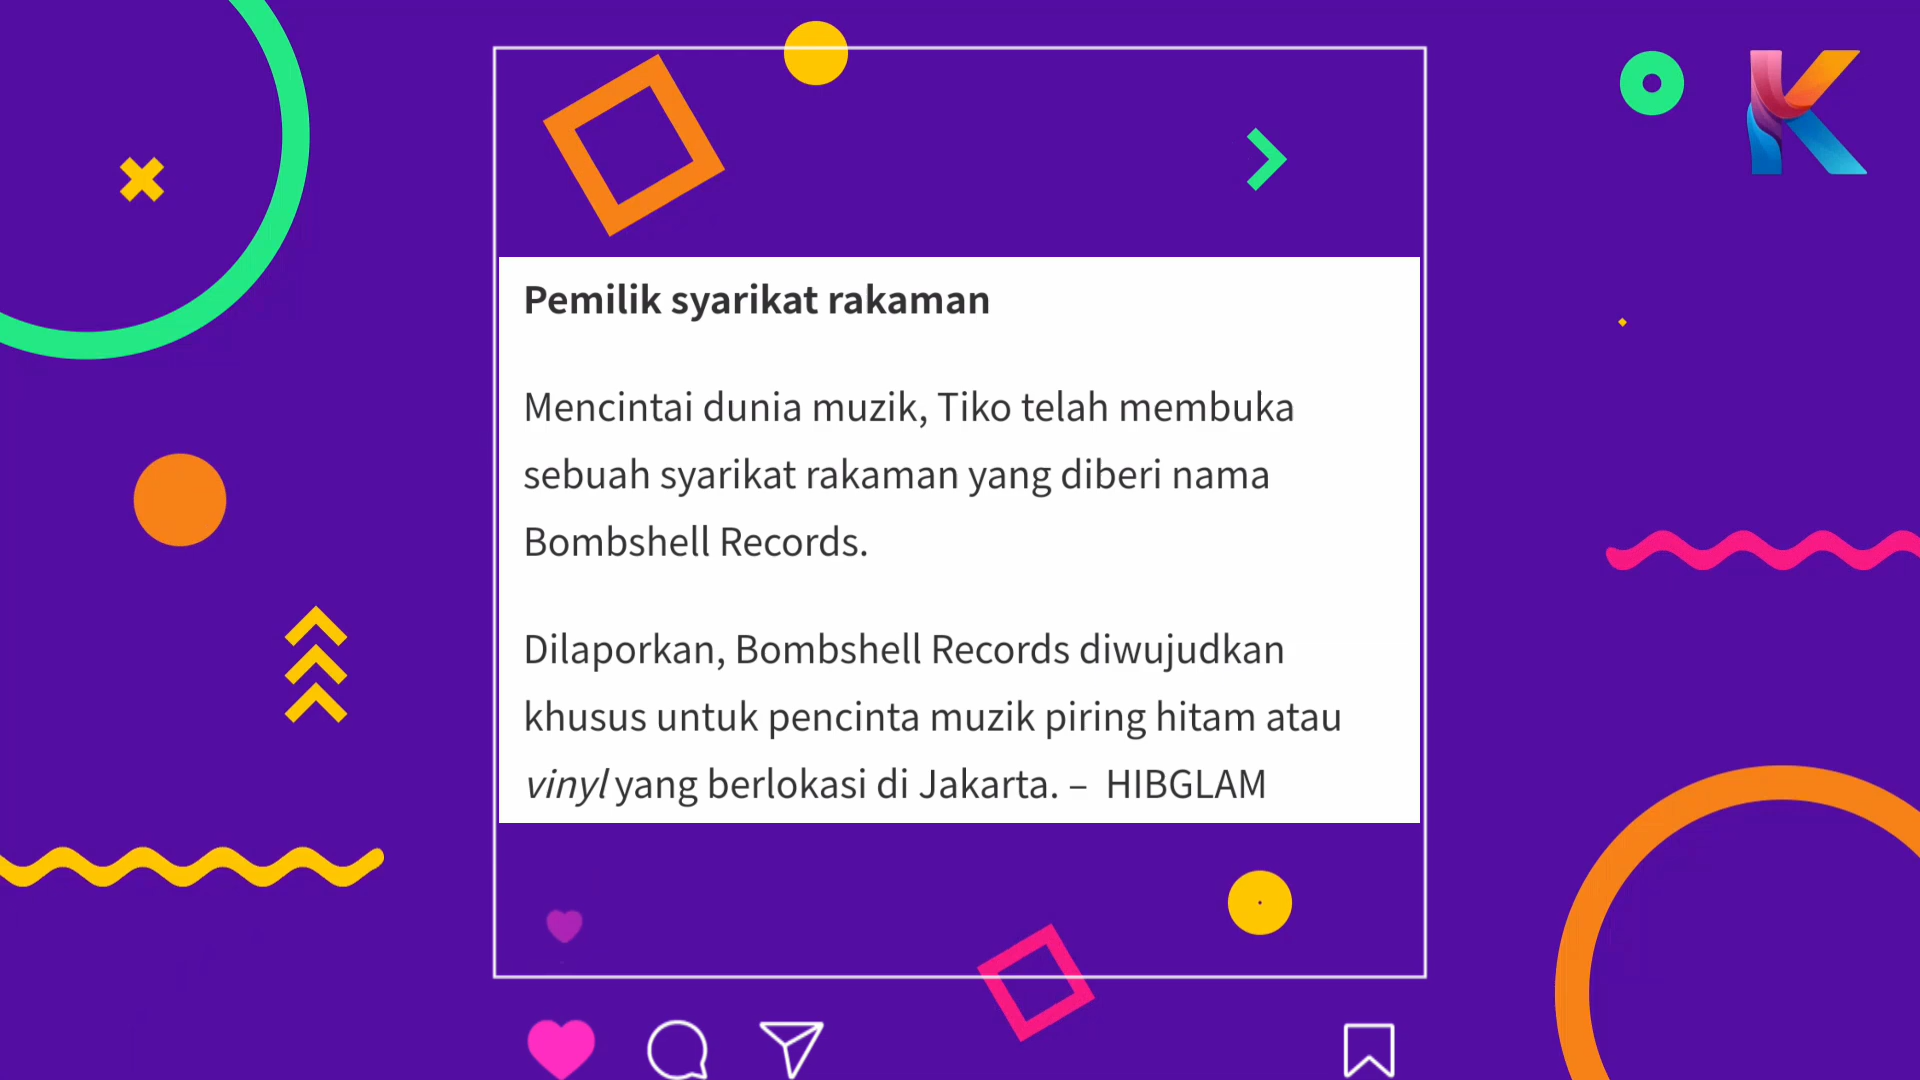 K
Pemilik syarikat rakaman
Mencintai dunia muzik, Tiko telah membuka
sebuah syarikat rakaman yang diberi nama
Bombshell Records.
Dilaporkan, Bombshell Records diwujudkan
khusus untuk pencinta muzik piring hitam atau
vinyl yang berlokasi di Jakarta. – HIBGLAM